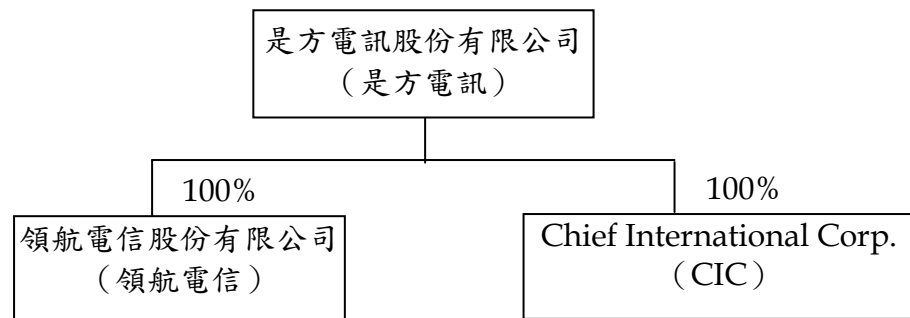 是方電訊股份有限公司
（是方電訊）
100%
100%
領航電信股份有限公司
（領航電信）
Chief International Corp.
（CIC）